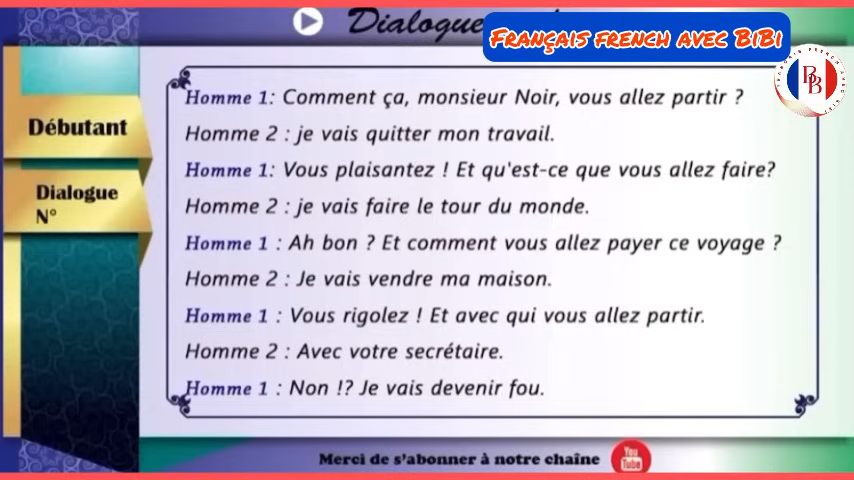 Dialogue
Français french avec BiBi
Homme 1: Comment ça, monsieur Noir, vous allez partir ?
Débutant
Homme 2 : je vais quitter mon travail.
Homme 1: Vous plaisantez ! Et qu'est-ce que vous allez faire?
Dialogue
N°
Homme 2 : je vais faire le tour du monde.
Homme 1 : Ah bon ? Et comment vous allez payer ce voyage ?
Homme 2 : Je vais vendre ma maison.
Homme 1 : Vous rigolez ! Et avec qui vous allez partir.
Homme 2 : Avec votre secrétaire.
Homme 1 : Non !? Je vais devenir fou.
Merci de s'abonner à notre chaîne
You
Tube